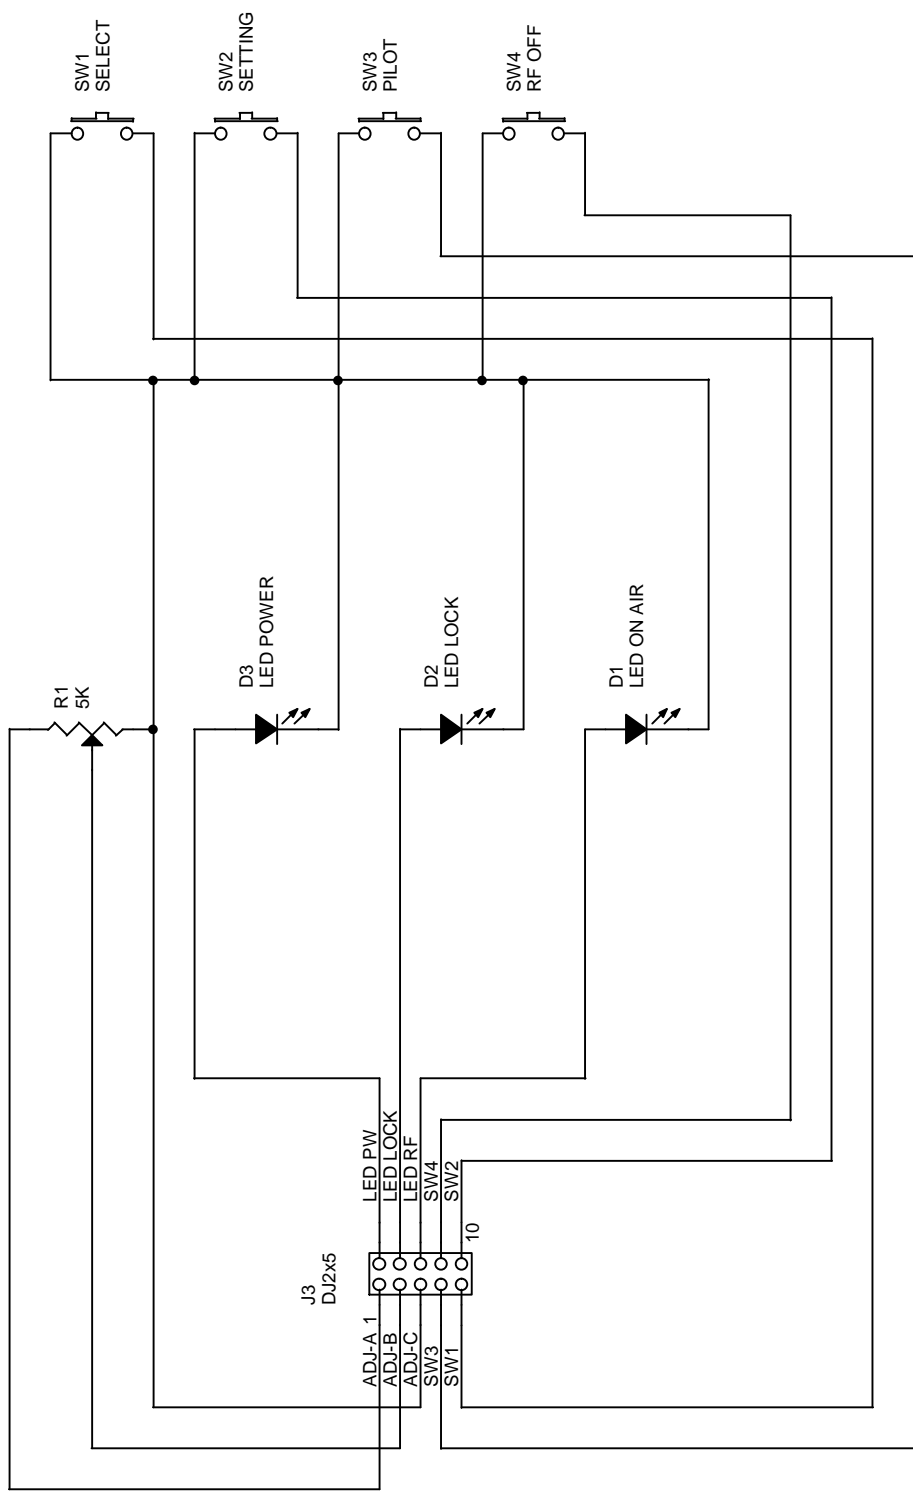 SW1
SELECT
SW2
SETTING
SW3
PILOT
SW4
RF OFF
R1
5K
D3
LED POWER
D2
LED LOCK
D1
LED ON AIR
J3
DJ2x5
LED PW
LED LOCK
LED RF
SW4
SW2
10
ADJ-A 1
ADJ-B
ADJ-C
SW3
SW1